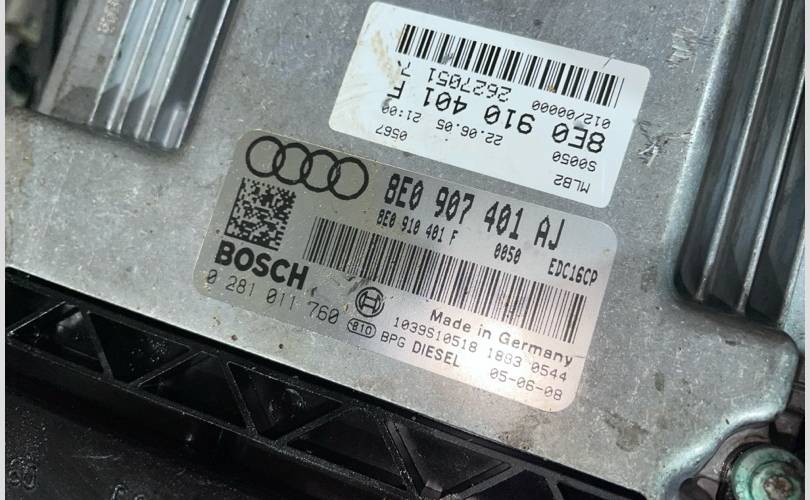 2627051 7
012700000
8E0 910 401 F
S0050
22.06.05 21:00
0567
MLB2
8E0 907 401 AJ
8E0 910 401 F 0050 EDC16CP
BOSCH
0 281 011 760
Made in Germany
1039S10518 1883 0544
BIO BPG DIESEL 05-06-08